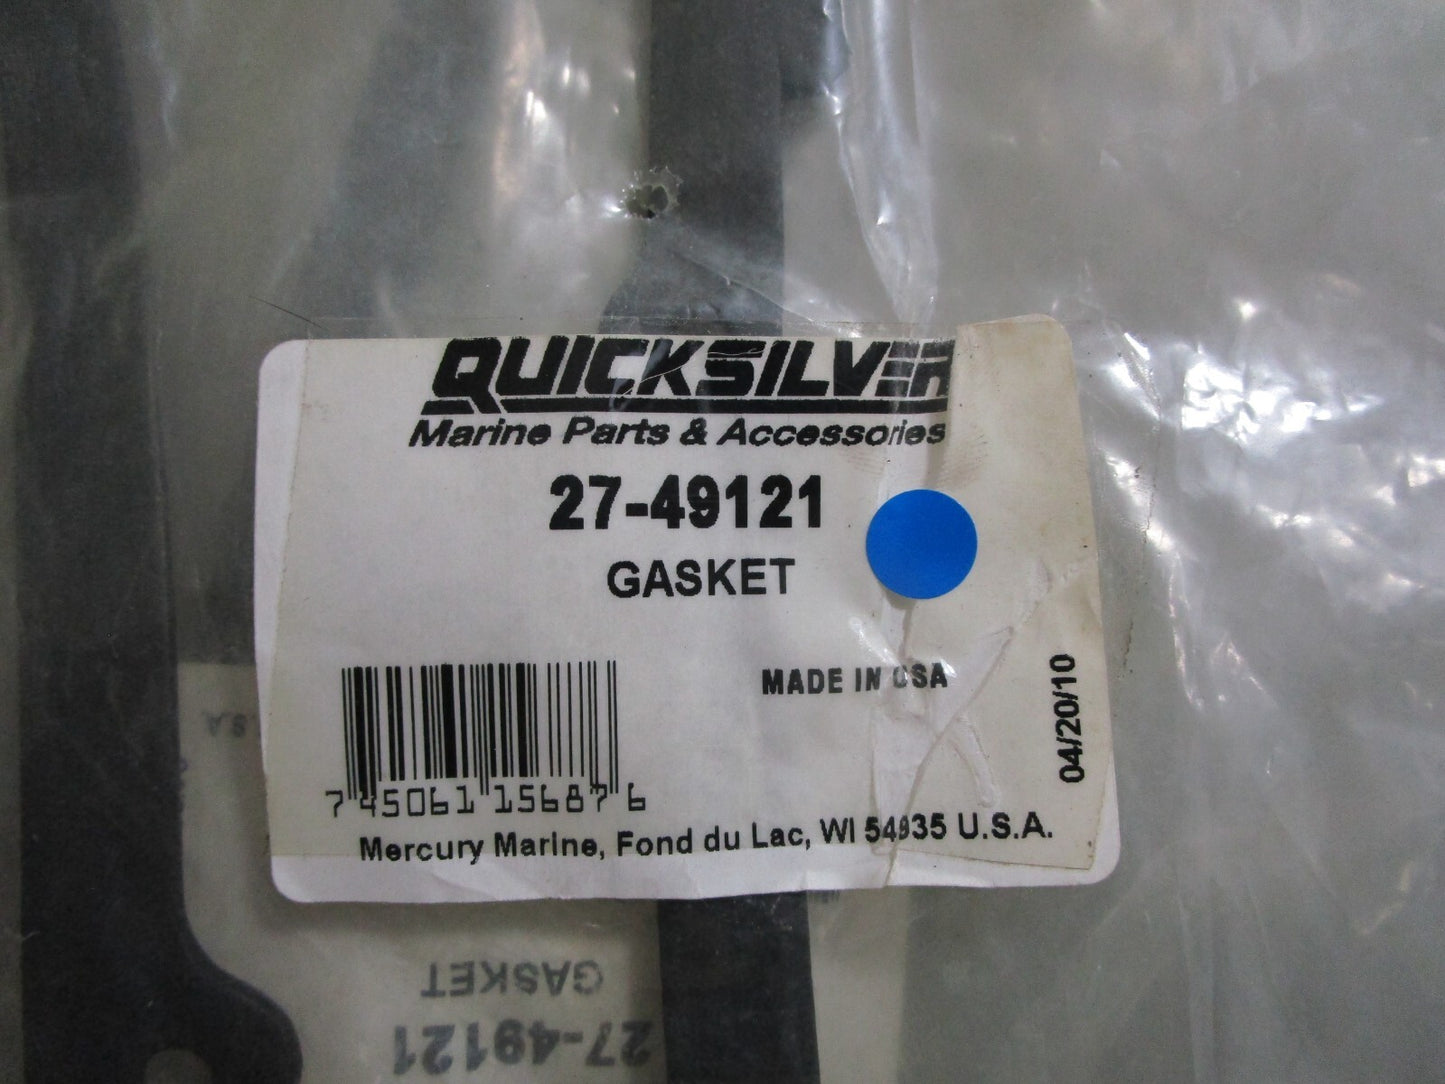 QUICKSILVER
Marine Parts & Accessories
27-49121
GASKET
MADE IN USA
04/20/10
7 45061 15687 6
Mercury Marine, Fond du Lac, WI 54935 U.S.A.
GASKET
27-49121